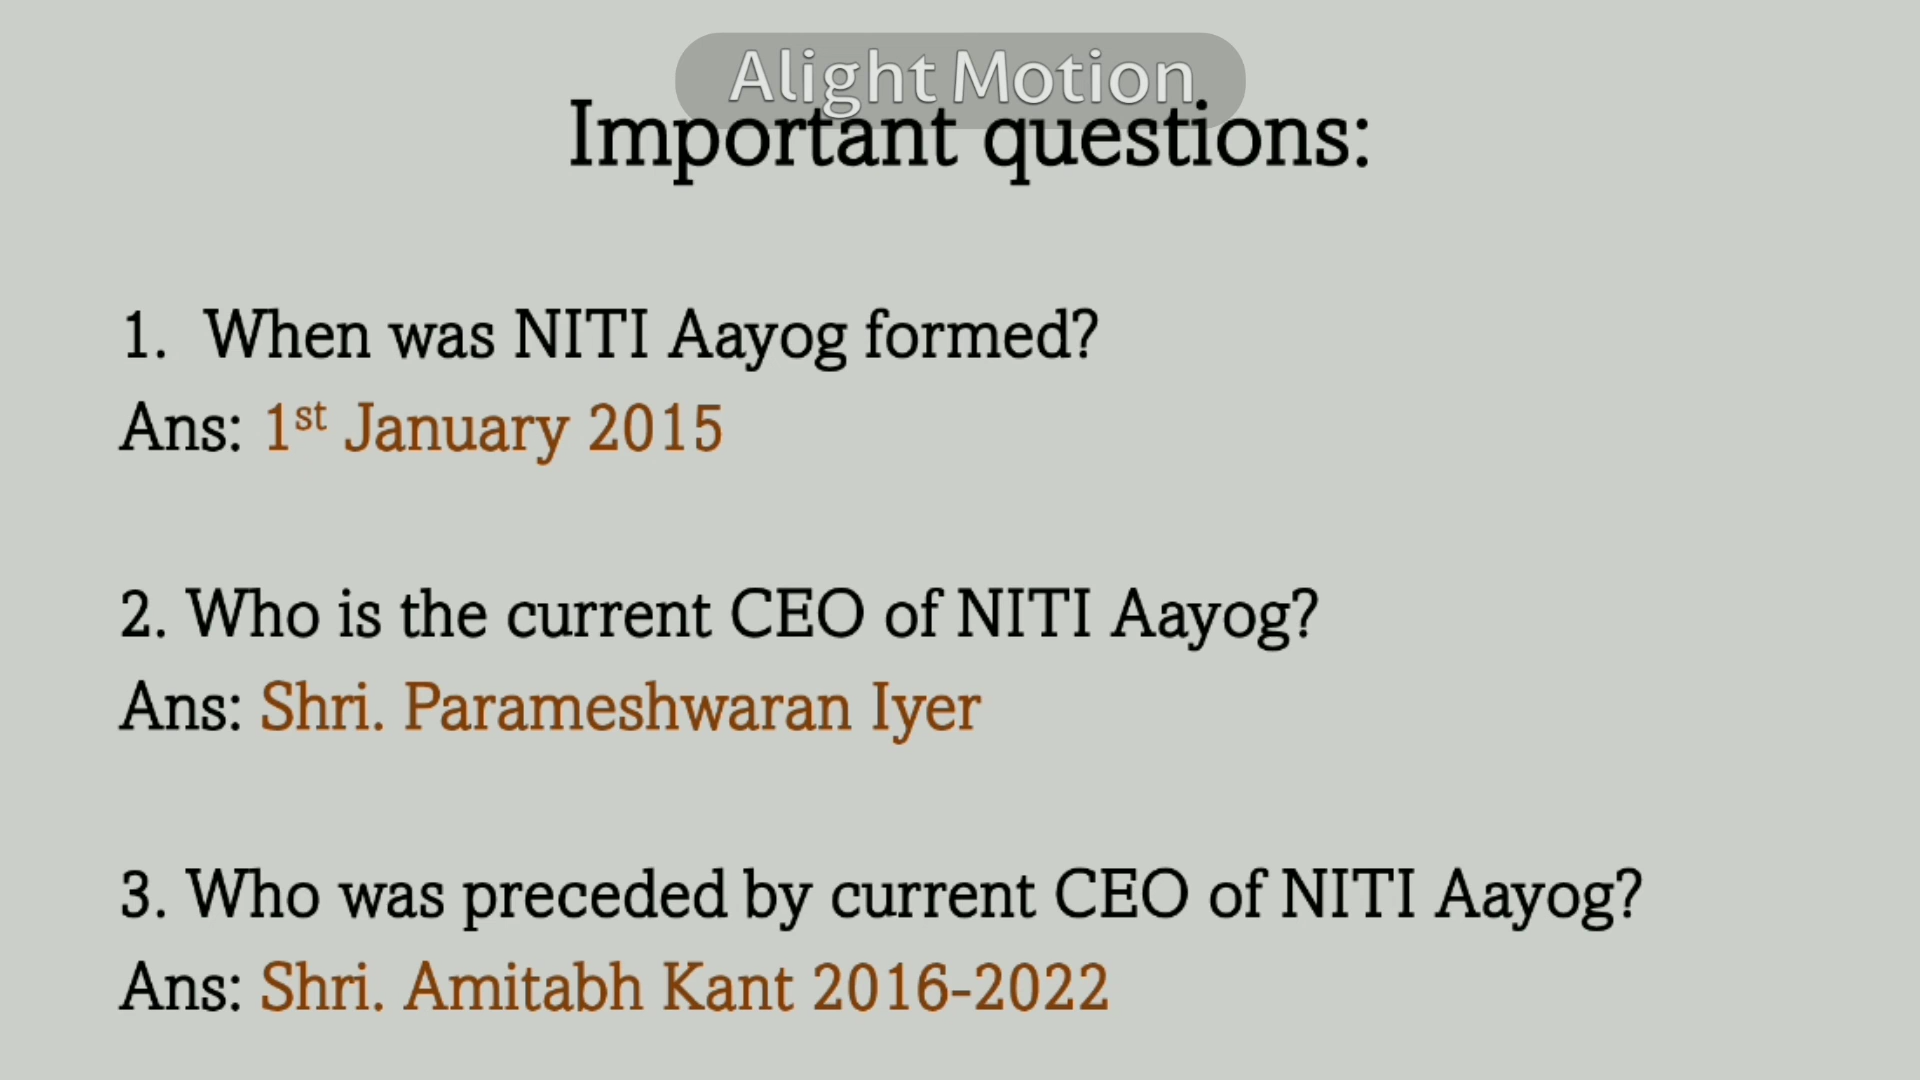 Alight Motion
Important questions:
1. When was NITI Aayog formed?
Ans: 1st January 2015
2. Who is the current CEO of NITI Aayog?
Ans: Shri. Parameshwaran Iyer
3. Who was preceded by current CEO of NITI Aayog?
Ans: Shri. Amitabh Kant 2016-2022